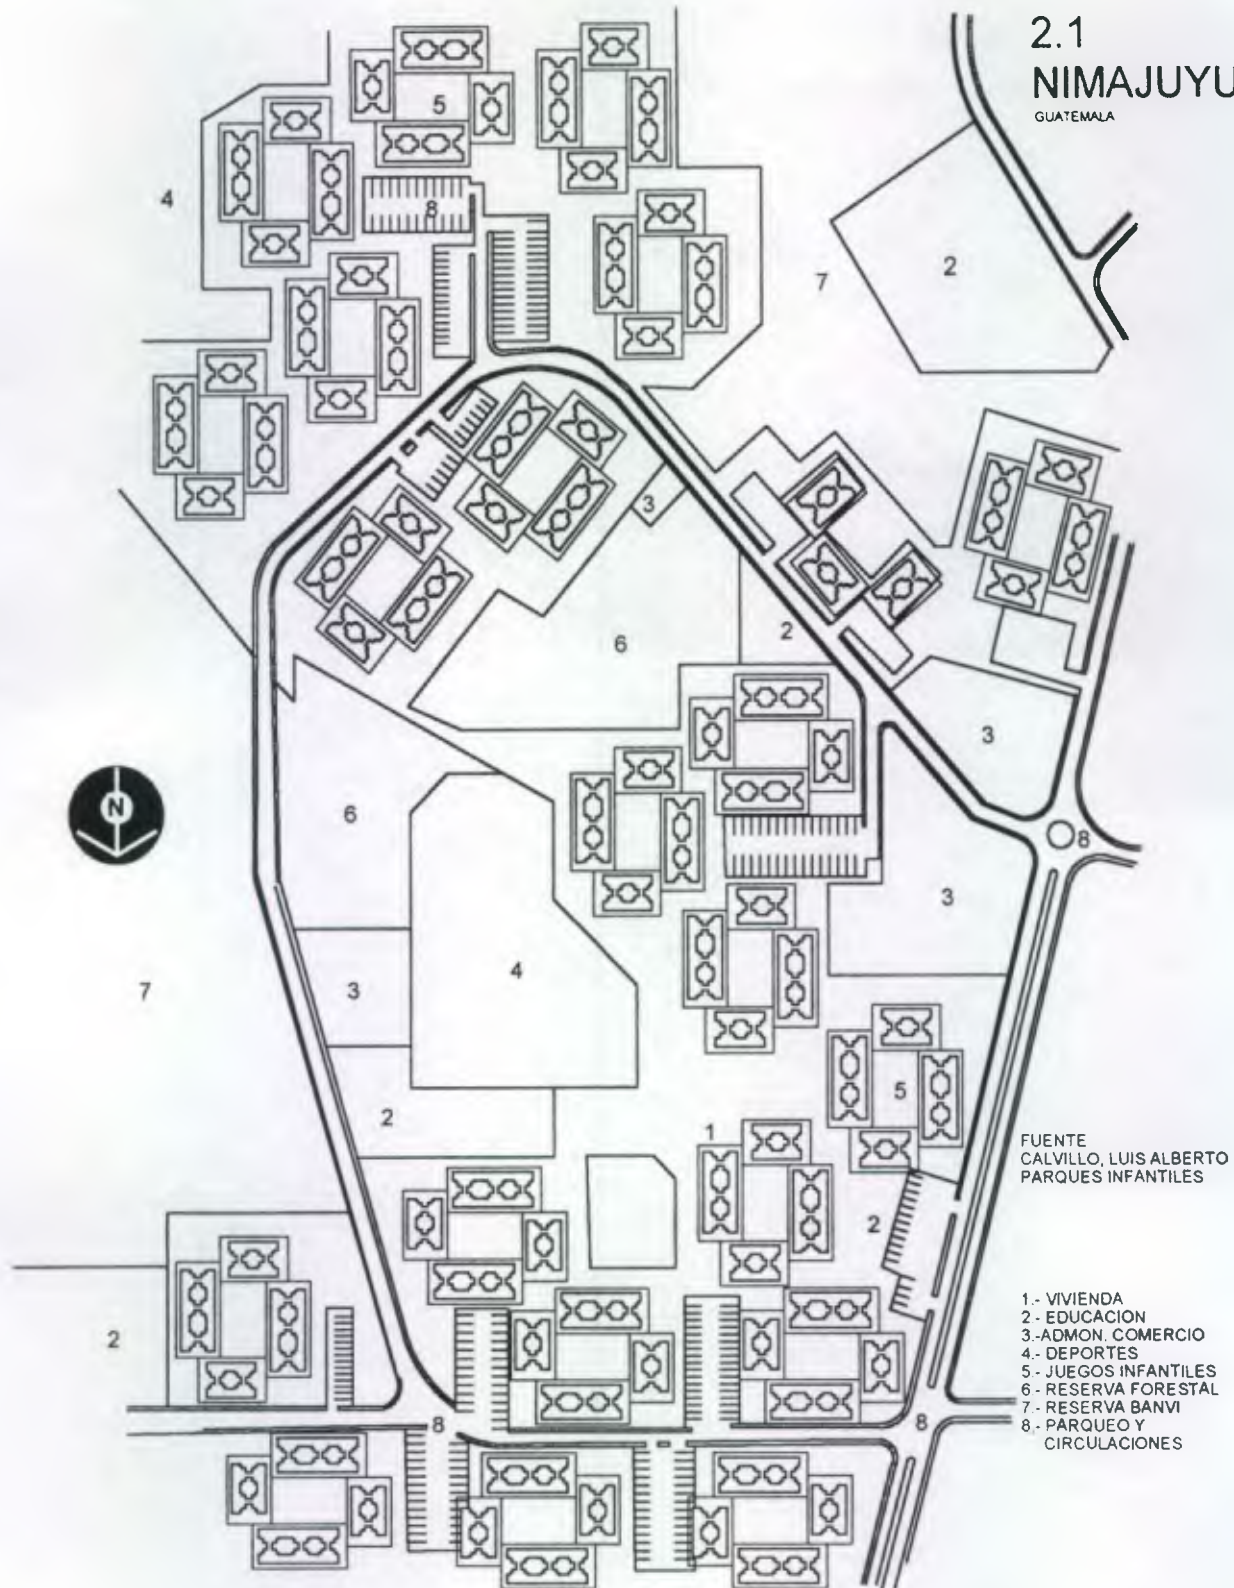 2.1
NIMAJUYU
GUATEMALA
5
4
8
2
7
3
2
6
3
N
6
8
3
4
3
7
5
2
1
FUENTE
CALVILLO, LUIS ALBERTO
PARQUES INFANTILES
2
1.- VIVIENDA
2.- EDUCACION
3.-ADMON. COMERCIO
4.- DEPORTES
5.- JUEGOS INFANTILES
6.- RESERVA FORESTAL
7.- RESERVA BANVI
8.- PARQUEO Y
CIRCULACIONES
2
8
8